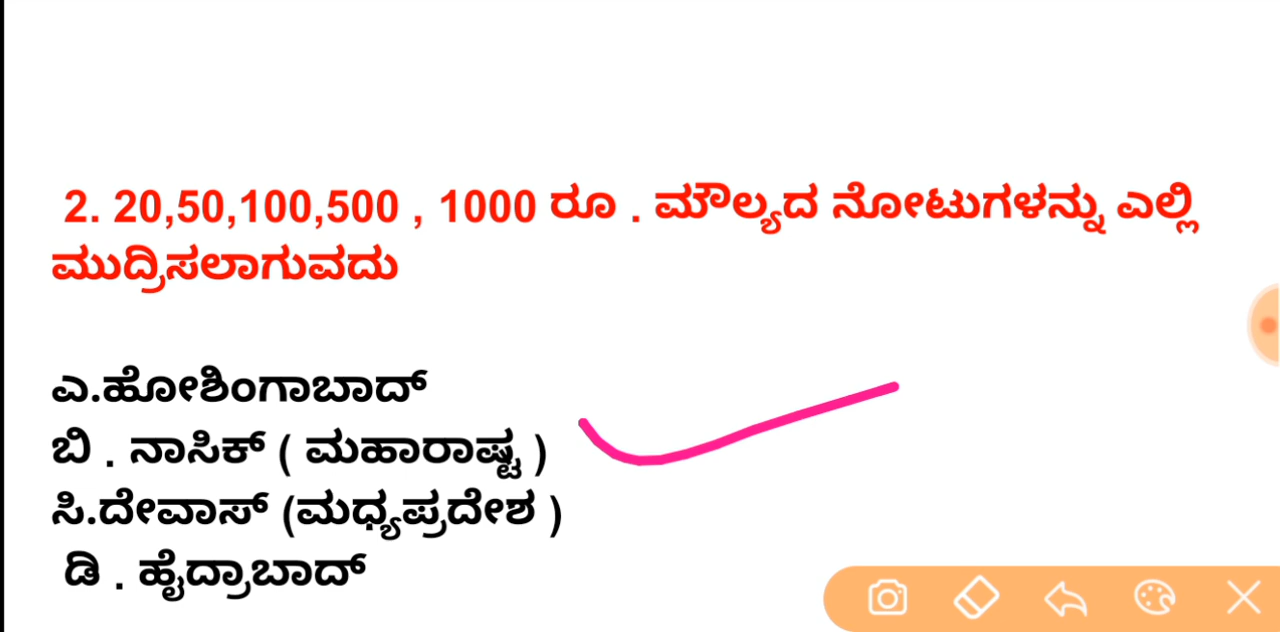 2. 20,50,100,500 , 1000 ರೂ . ಮೌಲ್ಯದ ನೋಟುಗಳನ್ನು ಎಲ್ಲಿ
ಮುದ್ರಿಸಲಾಗುವದು
ಎ.ಹೋಶಿಂಗಾಬಾದ್
ಬಿ . ನಾಸಿಕ್ ( ಮಹಾರಾಷ್ಟ )
ಸಿ.ದೇವಾಸ್ (ಮಧ್ಯಪ್ರದೇಶ )
ಡಿ . ಹೈದ್ರಾಬಾದ್